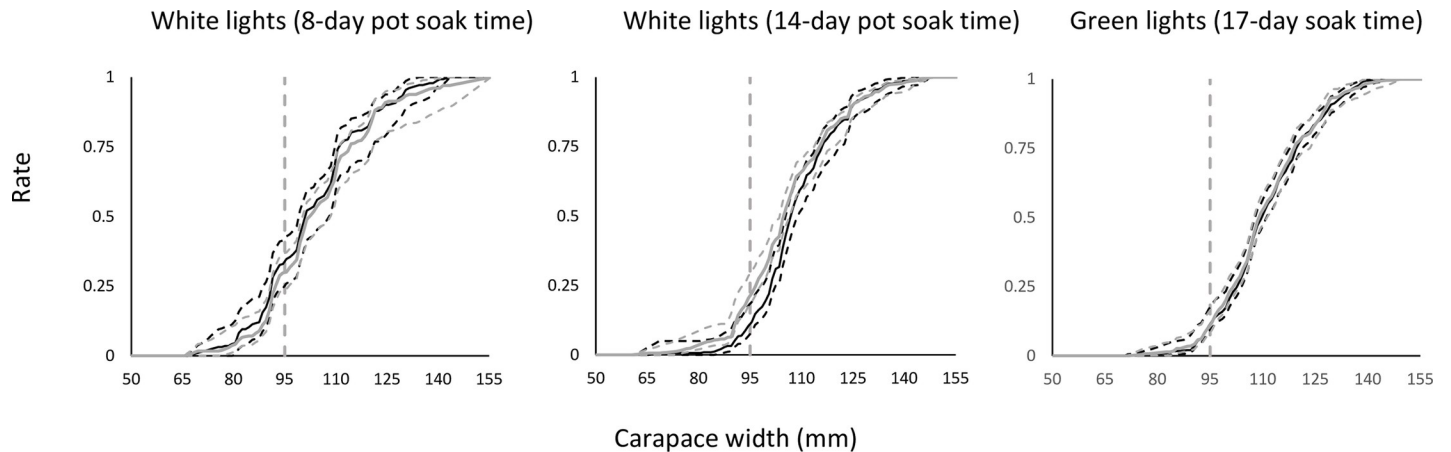 White lights (8-day pot soak time)
White lights (14-day pot soak time)
Green lights (17-day soak time)
Rate
1
0.75
0.5
0.25
0
50 65 80 95 110 125 140 155
1
0.75
0.5
0.25
0
50 65 80 95 110 125 140 155
1
0.75
0.5
0.25
0
50 65 80 95 110 125 140 155
Carapace width (mm)